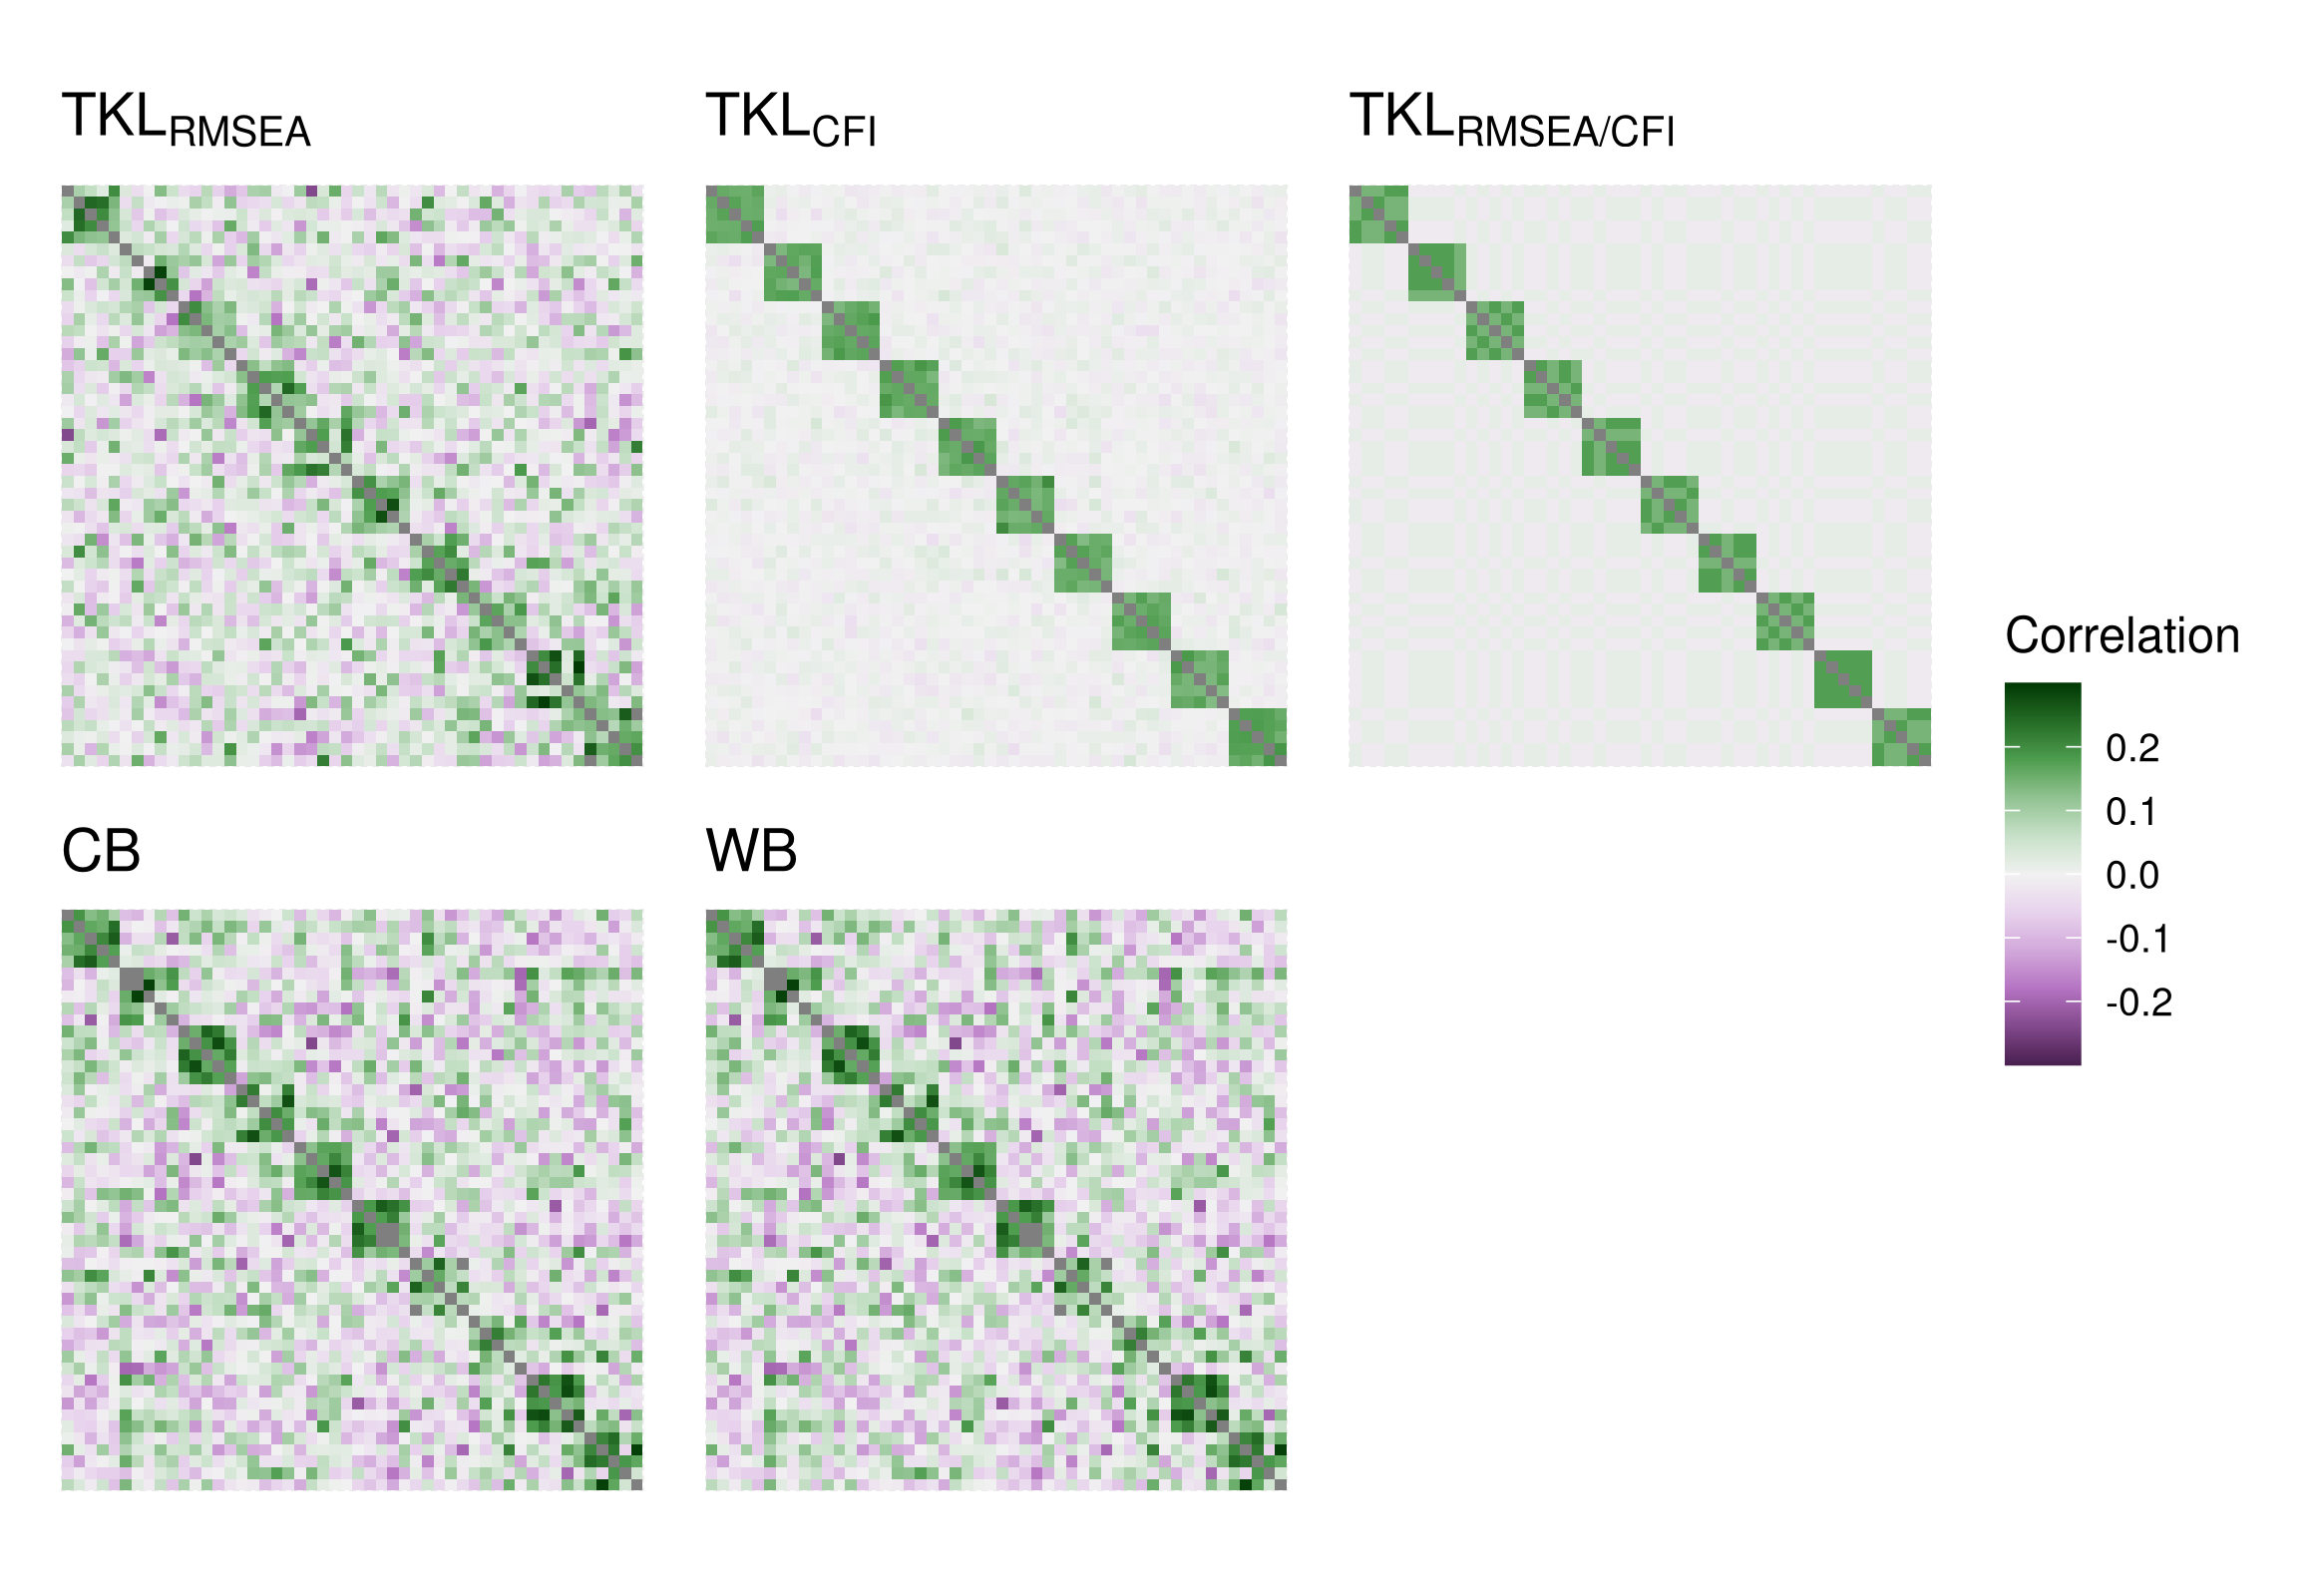 TKLRMSEA
TKLCFI
TKLRMSEA/CFI
CB
WB
Correlation
0.2
0.1
0.0
-0.1
-0.2